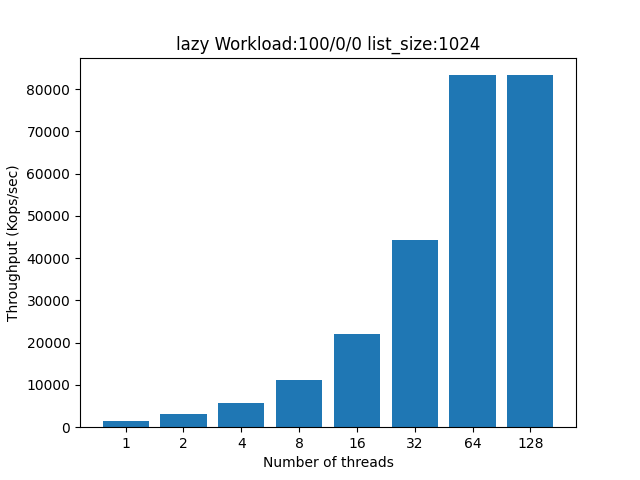 lazy Workload:100/0/0 list_size:1024
Throughput (Kops/sec)
80000
70000
60000
50000
40000
30000
20000
10000
0
1 2 4 8 16 32 64 128
Number of threads